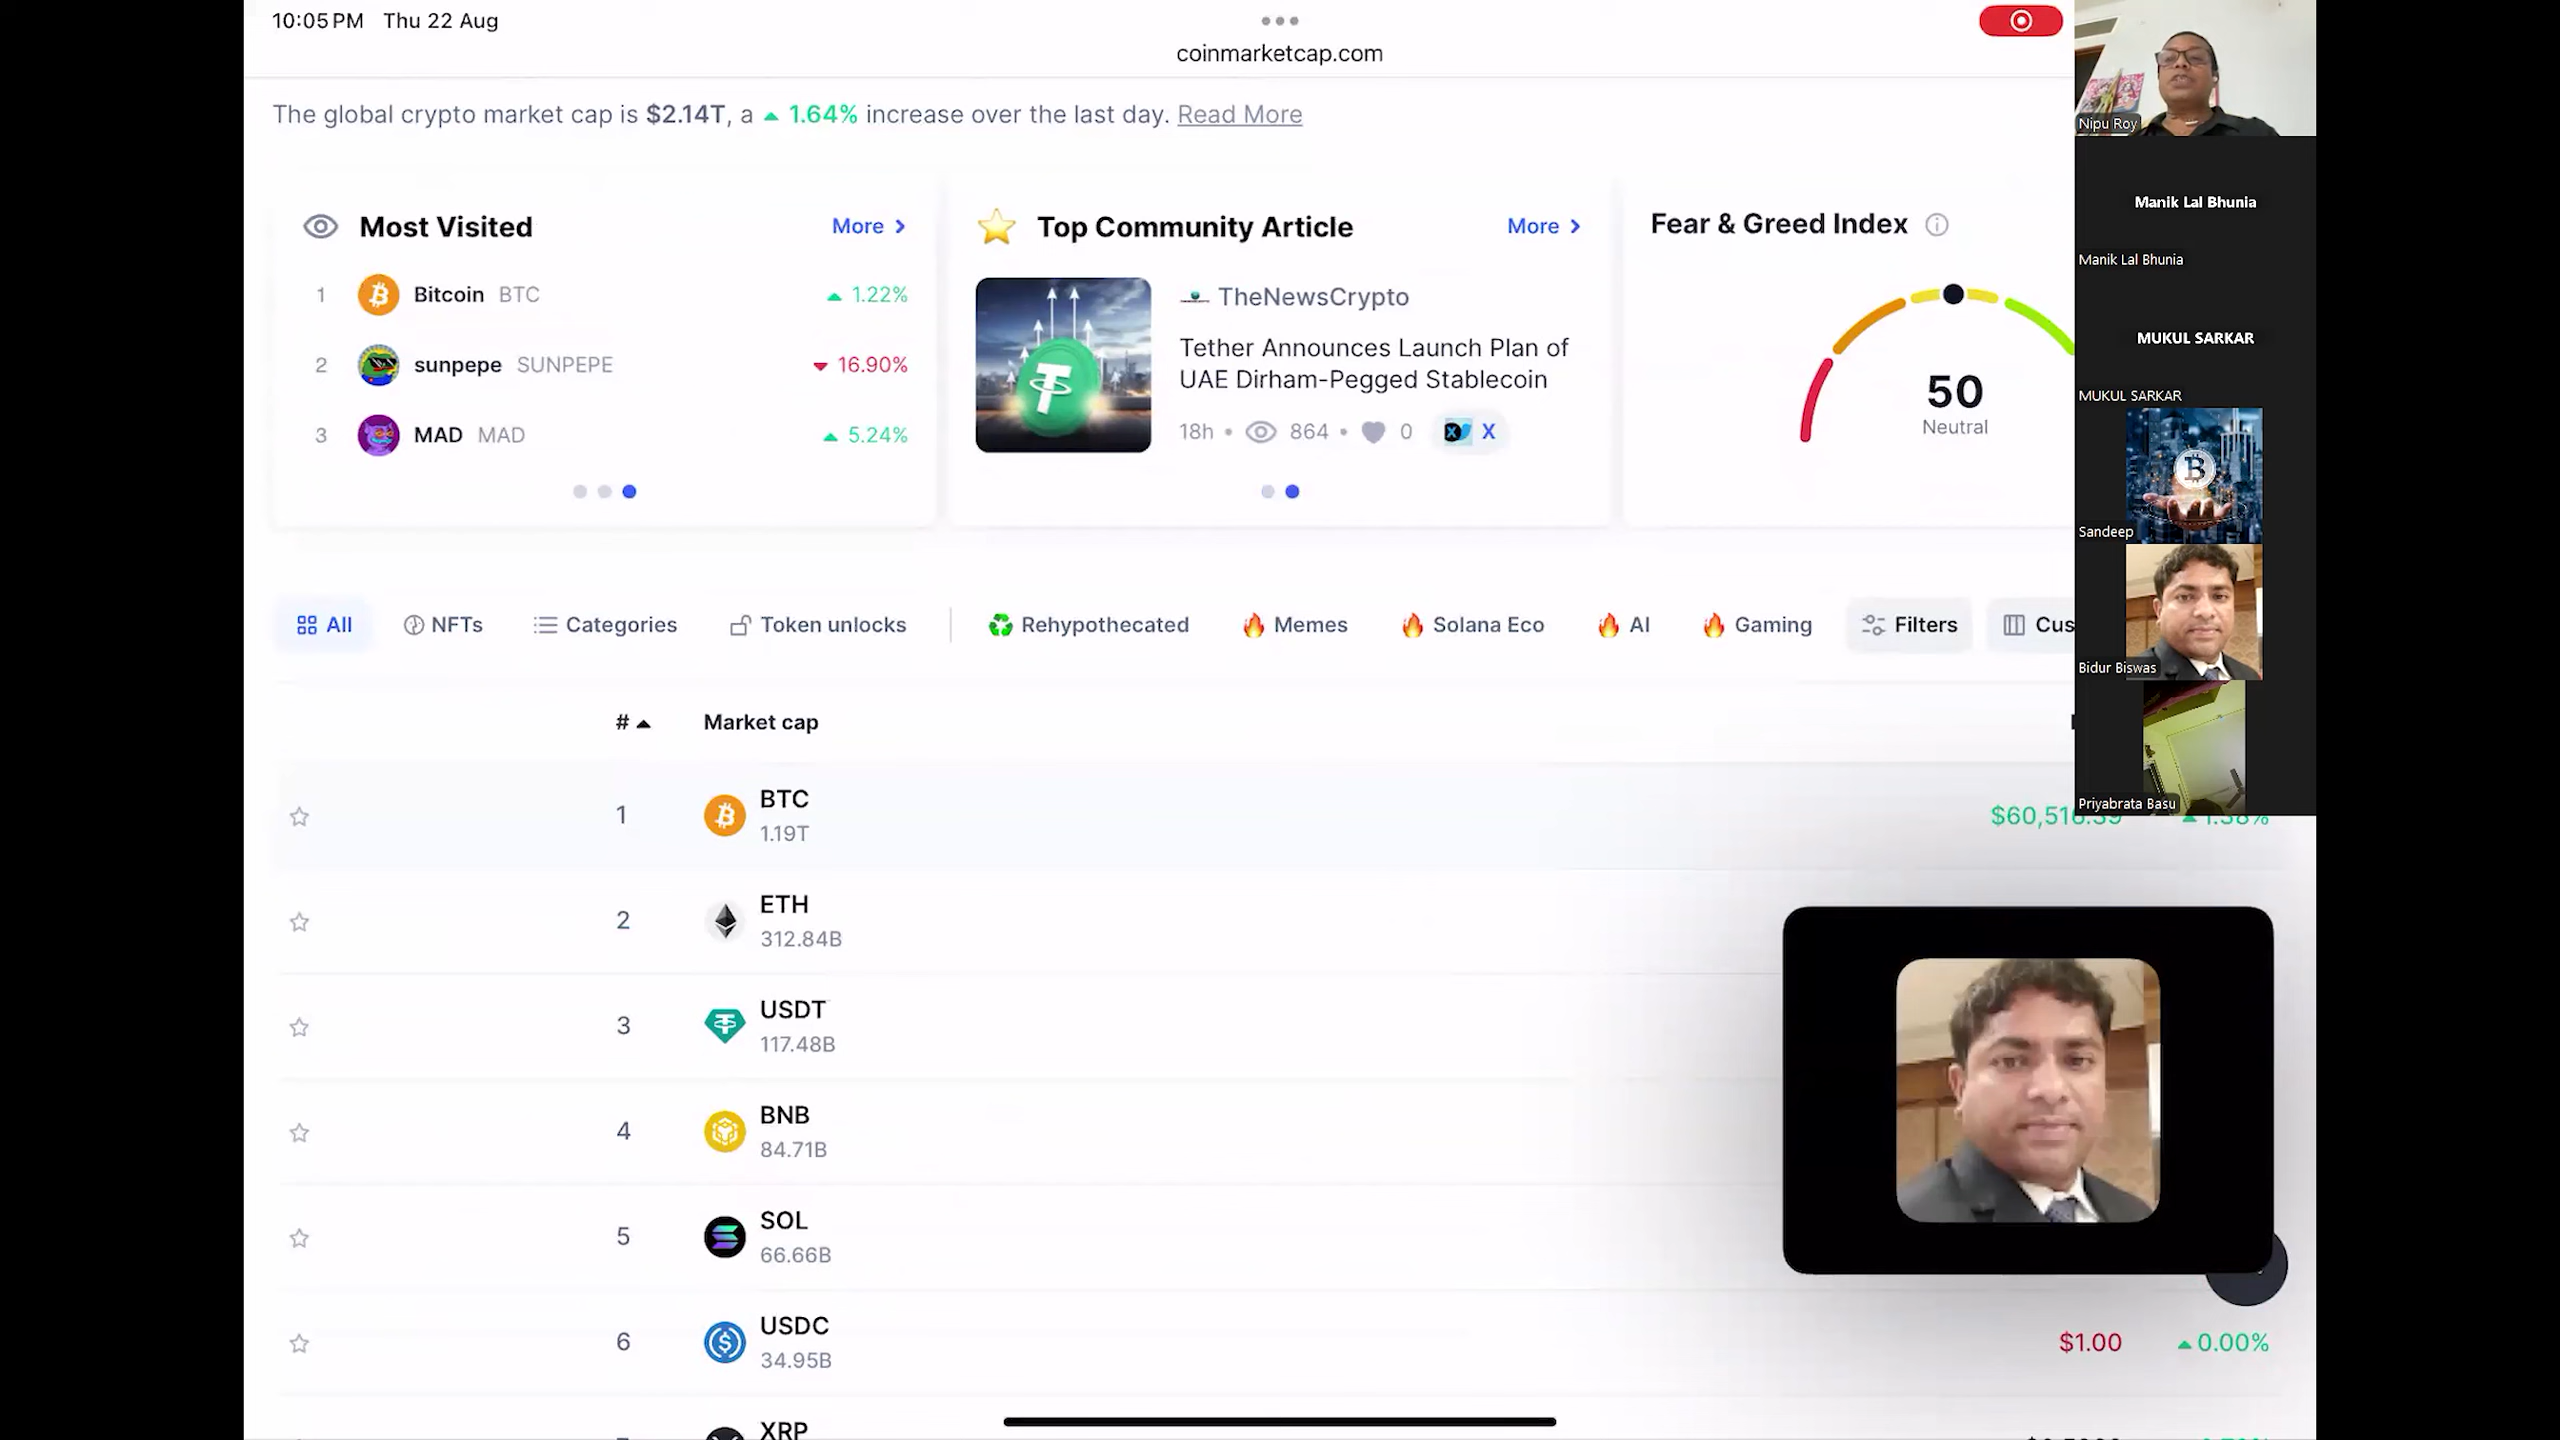 10:05 PM Thu 22 Aug
coinmarketcap.com
The global crypto market cap is $2.14T, a ▲ 1.64% increase over the last day. Read More
Most Visited More >
1 Bitcoin BTC ▲ 1.22%
2 sunpepe SUNPEPE ▼ 16.90%
3 MAD MAD ▲ 5.24%
Top Community Article More >
TheNewsCrypto
Tether Announces Launch Plan of
UAE Dirham-Pegged Stablecoin
18h • 864 • 0 X
Fear & Greed Index
50
Neutral
All NFTs Categories Token unlocks Rehypothecated Memes Solana Eco AI Gaming Filters Cus
# ▲ Market cap
1 BTC
1.19T
2 ETH
312.84B
3 USDT
117.48B
4 BNB
84.71B
5 SOL
66.66B
6 USDC $1.00 ▲ 0.00%
34.95B
XRP
Nipu Roy
Manik Lal Bhunia
Manik Lal Bhunia
MUKUL SARKAR
MUKUL SARKAR
Sandeep
Bidur Biswas
Priyabrata Basu